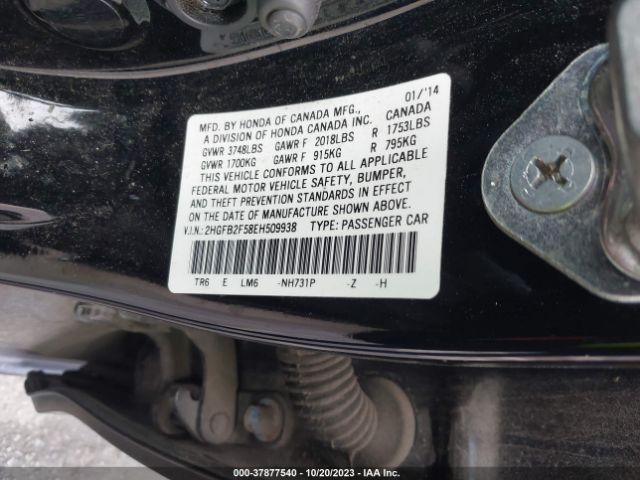 MFD. BY HONDA OF CANADA MFG., 01/'14
A DIVISION OF HONDA CANADA INC. CANADA
GVWR 3748LBS GAWR F 2018LBS R 1753LBS
GVWR 1700KG GAWR F 915KG R 795KG
THIS VEHICLE CONFORMS TO ALL APPLICABLE
FEDERAL MOTOR VEHICLE SAFETY, BUMPER,
AND THEFT PREVENTION STANDARDS IN EFFECT
ON THE DATE OF MANUFACTURE SHOWN ABOVE.
V.I.N.:2HGFB2F58EH509938 TYPE: PASSENGER CAR
TR6 E LM6 -NH731P -Z -H
000-37877540 | 10/20/2023 | IAA Inc.